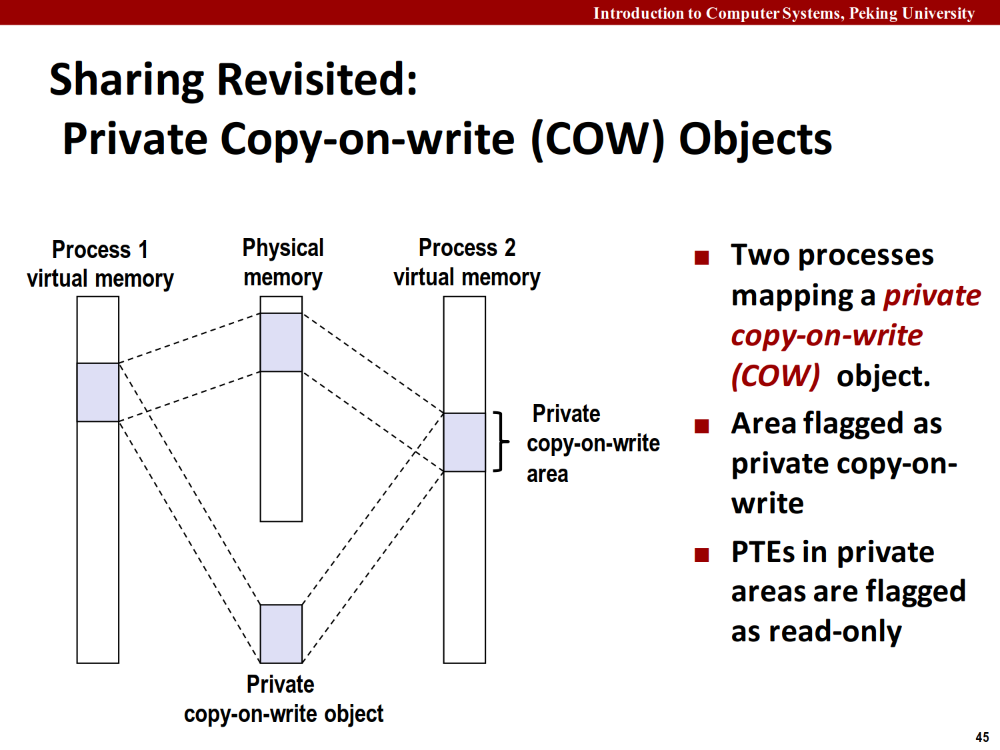 Introduction to Computer Systems, Peking University
Sharing Revisited:
Private Copy-on-write (COW) Objects
Process 1
virtual memory
Physical
memory
Process 2
virtual memory
Private
copy-on-write
area
Private
copy-on-write object
■ Two processes
mapping a private
copy-on-write
(COW) object.
■ Area flagged as
private copy-on-
write
■ PTEs in private
areas are flagged
as read-only
45